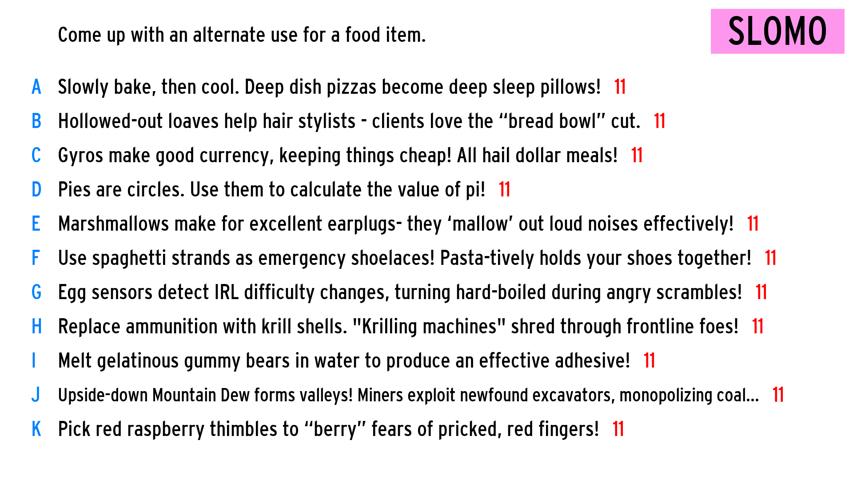 Come up with an alternate use for a food item.
SLOMO
A Slowly bake, then cool. Deep dish pizzas become deep sleep pillows! 11
B Hollowed-out loaves help hair stylists - clients love the “bread bowl” cut. 11
C Gyros make good currency, keeping things cheap! All hail dollar meals! 11
D Pies are circles. Use them to calculate the value of pi! 11
E Marshmallows make for excellent earplugs- they ‘mallow’ out loud noises effectively! 11
F Use spaghetti strands as emergency shoelaces! Pasta-tively holds your shoes together! 11
G Egg sensors detect IRL difficulty changes, turning hard-boiled during angry scrambles! 11
H Replace ammunition with krill shells. "Krilling machines" shred through frontline foes! 11
I Melt gelatinous gummy bears in water to produce an effective adhesive! 11
J Upside-down Mountain Dew forms valleys! Miners exploit newfound excavators, monopolizing coal... 11
K Pick red raspberry thimbles to “berry” fears of pricked, red fingers! 11